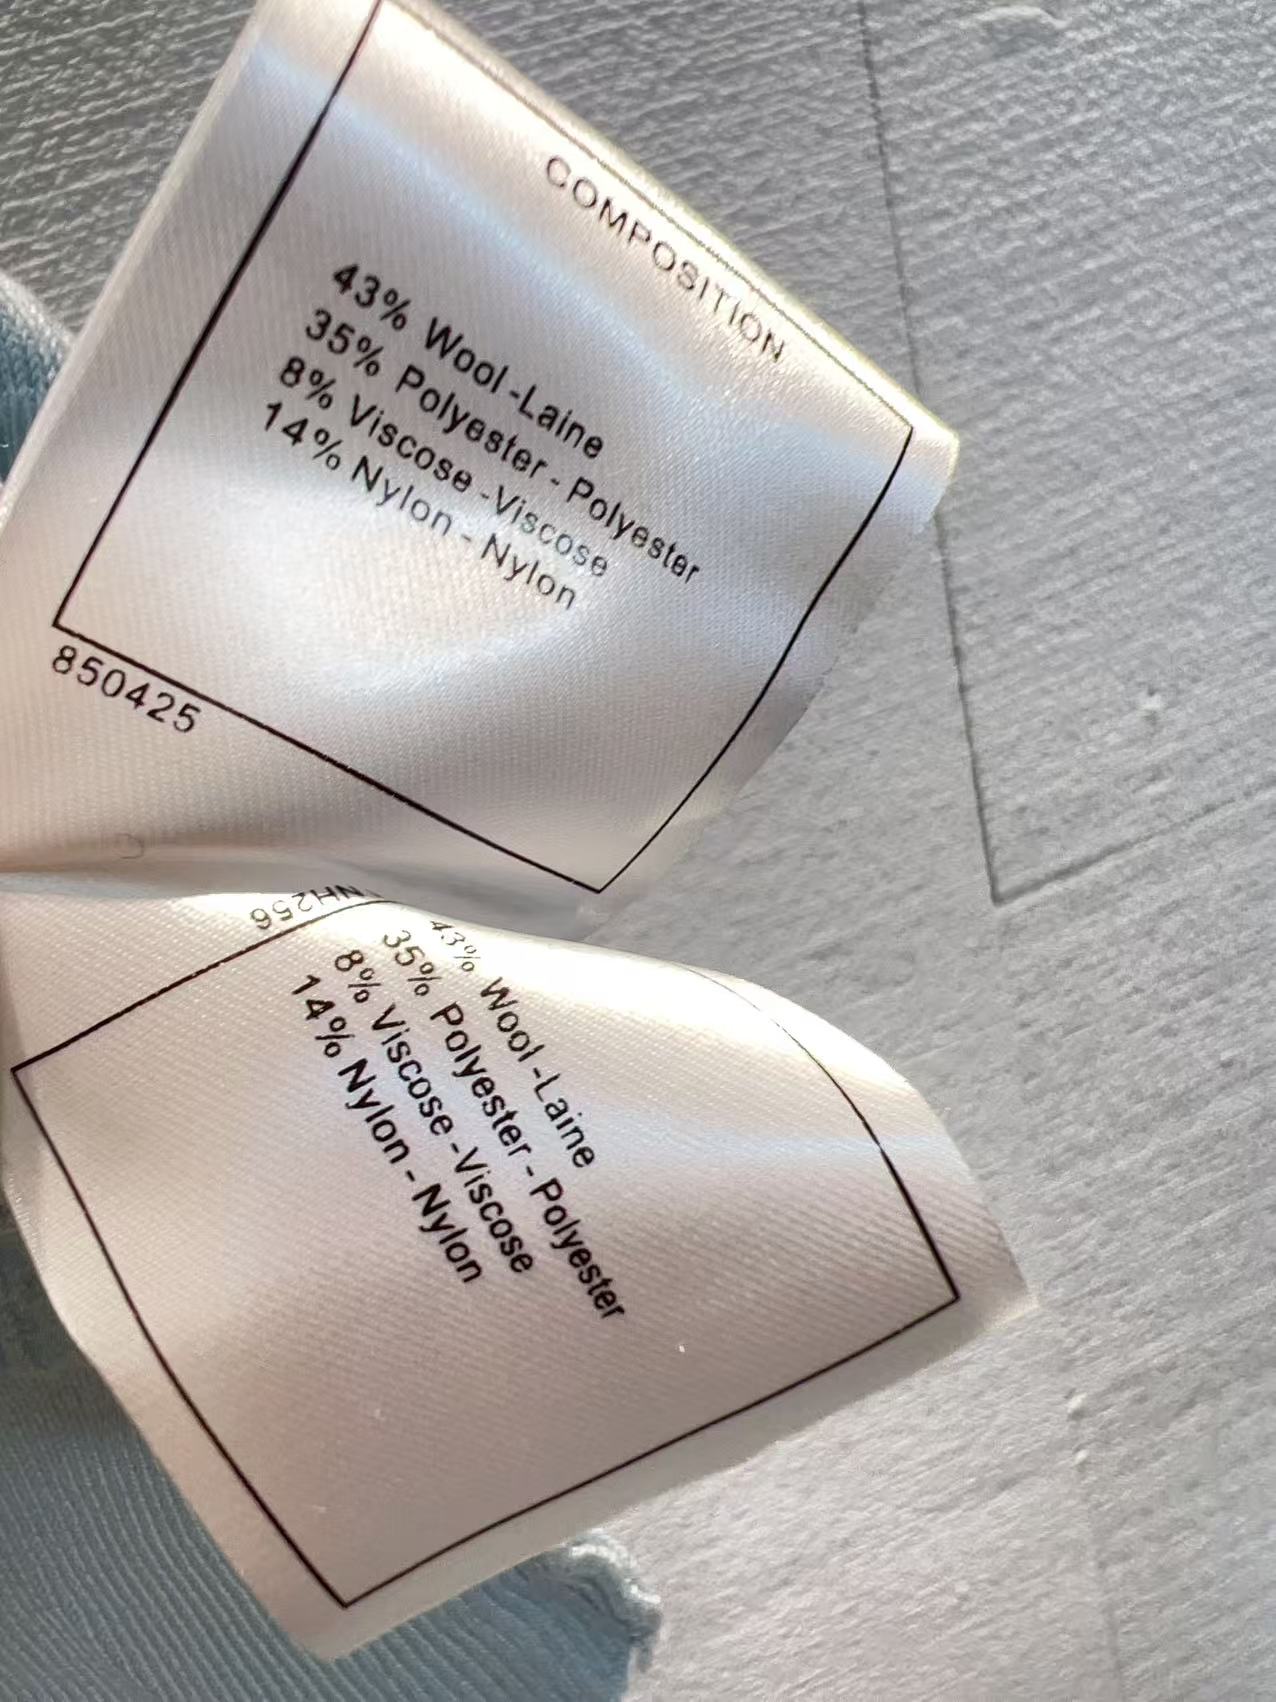 COMPOSITION
43% Wool -Laine
35% Polyester - Polyester
8% Viscose -Viscose
14% Nylon - Nylon
850425
43% Wool -Laine
35% Polyester - Polyester
8% Viscose -Viscose
14% Nylon - Nylon